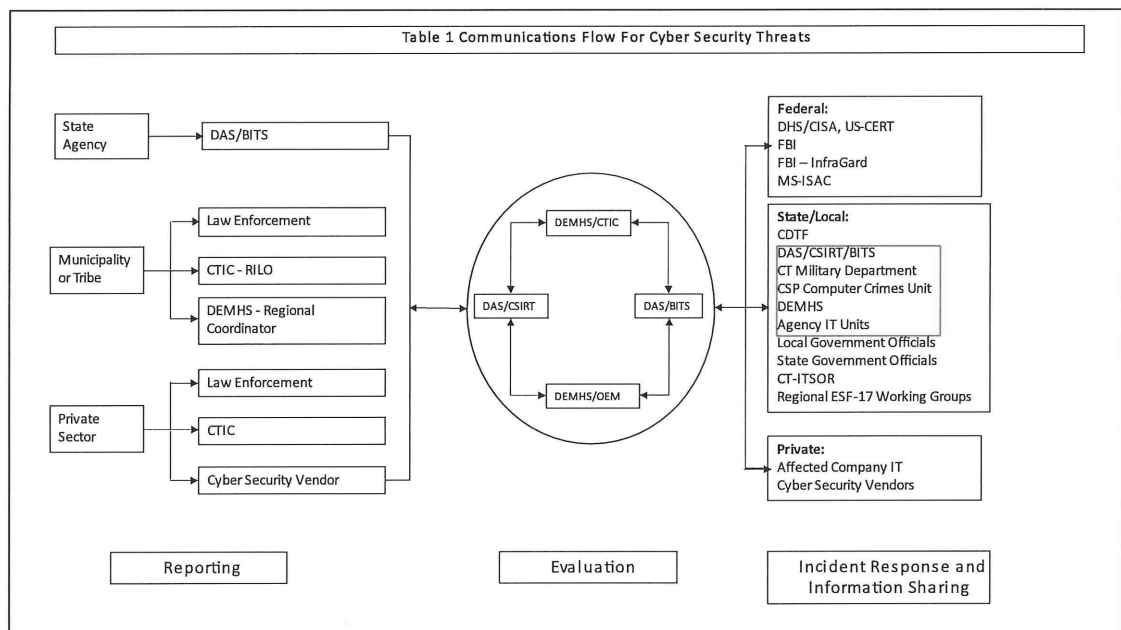 Table 1 Communications Flow For Cyber Security Threats
State
Agency
DAS/BITS
Municipality
or Tribe
Law Enforcement
CTIC - RILO
DEMHS - Regional
Coordinator
Private
Sector
Law Enforcement
CTIC
Cyber Security Vendor
Reporting
DEMHS/CTIC
DAS/CSIRT
DAS/BITS
DEMHS/OEM
Evaluation
Federal:
DHS/CISA, US-CERT
FBI
FBI – InfraGard
MS-ISAC
State/Local:
CDTF
DAS/CSIRT/BITS
CT Military Department
CSP Computer Crimes Unit
DEMHS
Agency IT Units
Local Government Officials
State Government Officials
CT-ITSOR
Regional ESF-17 Working Groups
Private:
Affected Company IT
Cyber Security Vendors
Incident Response and
Information Sharing